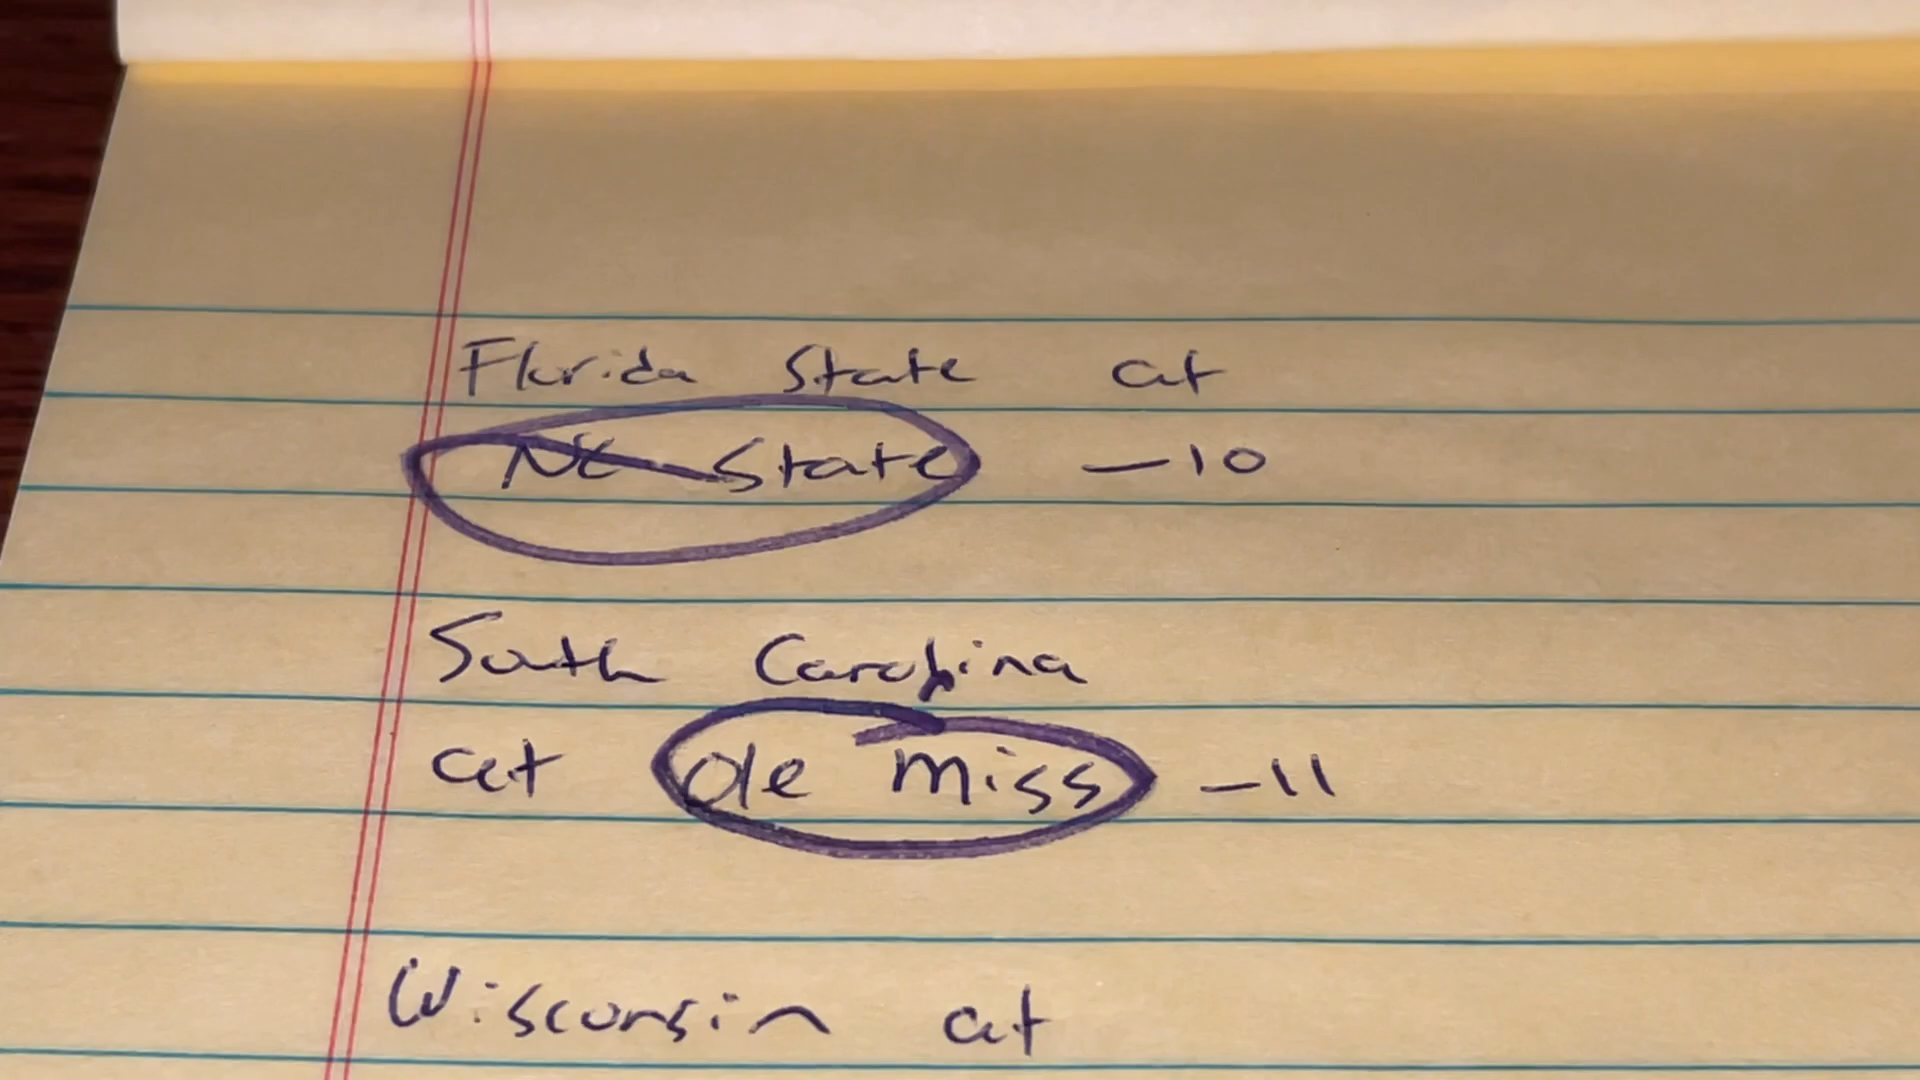 Florida State at
NC State -10
South Carolina
at Ole Miss -11
Wisconsin at